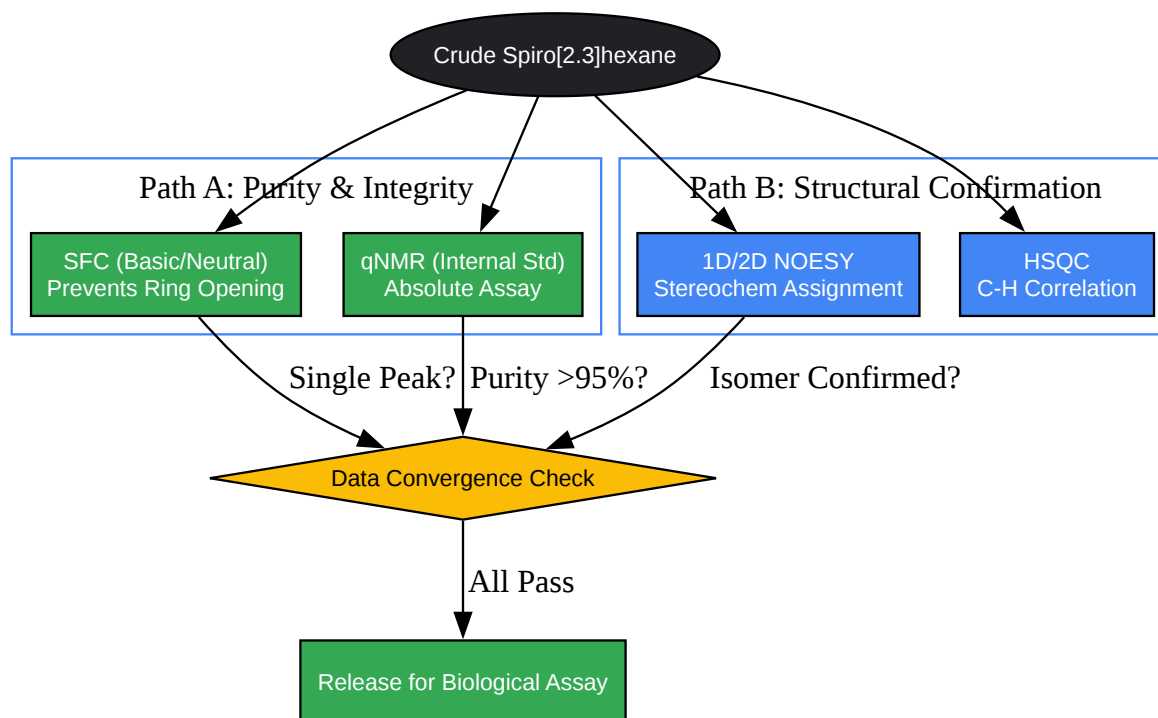 Crude Spiro[2.3]hexane
Path A: Purity & Integrity
Path B: Structural Confirmation
SFC (Basic/Neutral)
Prevents Ring Opening
qNMR (Internal Std)
Absolute Assay
1D/2D NOESY
Stereochem Assignment
HSQC
C-H Correlation
Single Peak?
Purity >95%?
Isomer Confirmed?
Data Convergence Check
All Pass
Release for Biological Assay